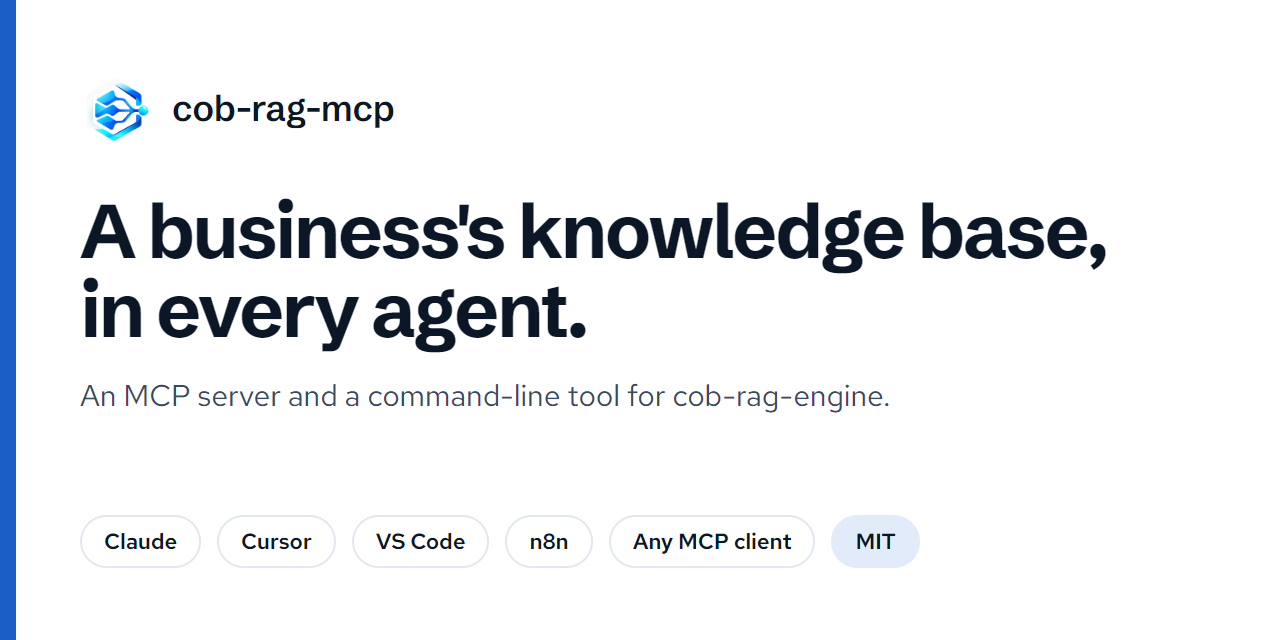 cob-rag-mcp
A business's knowledge base,
in every agent.
An MCP server and a command-line tool for cob-rag-engine.
Claude
Cursor
VS Code
n8n
Any MCP client
MIT